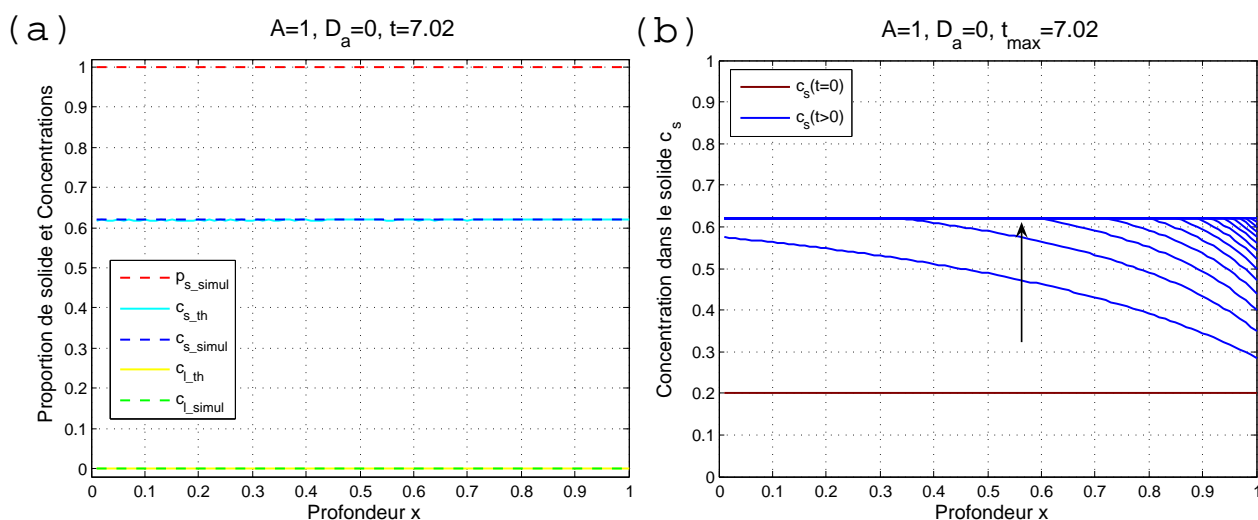 (a)
A=1, D_a=0, t=7.02
Proportion de solide et Concentrations
1
0.9
0.8
0.7
0.6
0.5
0.4
0.3
0.2
0.1
0
p_s_simul
c_s_th
c_s_simul
c_l_th
c_l_simul
0 0.1 0.2 0.3 0.4 0.5 0.6 0.7 0.8 0.9 1
Profondeur x
(b)
A=1, D_a=0, t_max=7.02
Concentration dans le solide c_s
1
0.9
0.8
0.7
0.6
0.5
0.4
0.3
0.2
0.1
0
c_s(t=0)
c_s(t>0)
0 0.1 0.2 0.3 0.4 0.5 0.6 0.7 0.8 0.9 1
Profondeur x